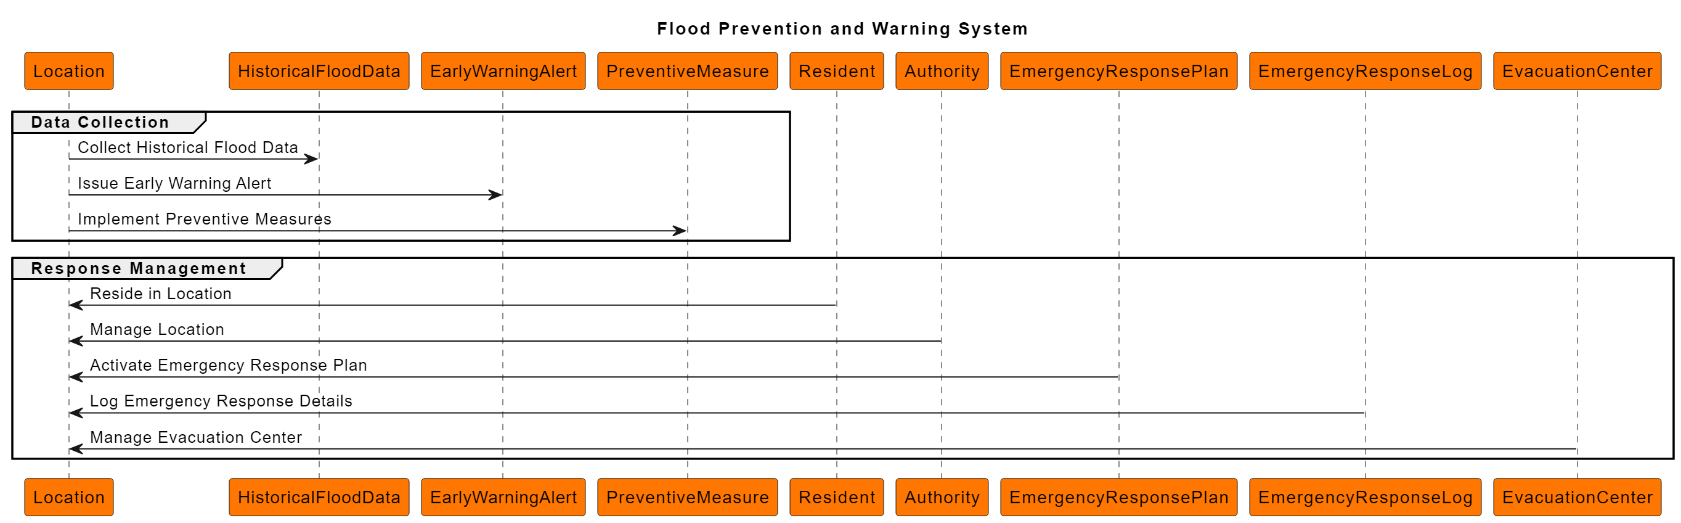 Flood Prevention and Warning System
Location HistoricalFloodData EarlyWarningAlert PreventiveMeasure Resident Authority EmergencyResponsePlan EmergencyResponseLog EvacuationCenter
Data Collection
Collect Historical Flood Data
Issue Early Warning Alert
Implement Preventive Measures
Response Management
Reside in Location
Manage Location
Activate Emergency Response Plan
Log Emergency Response Details
Manage Evacuation Center
Location HistoricalFloodData EarlyWarningAlert PreventiveMeasure Resident Authority EmergencyResponsePlan EmergencyResponseLog EvacuationCenter